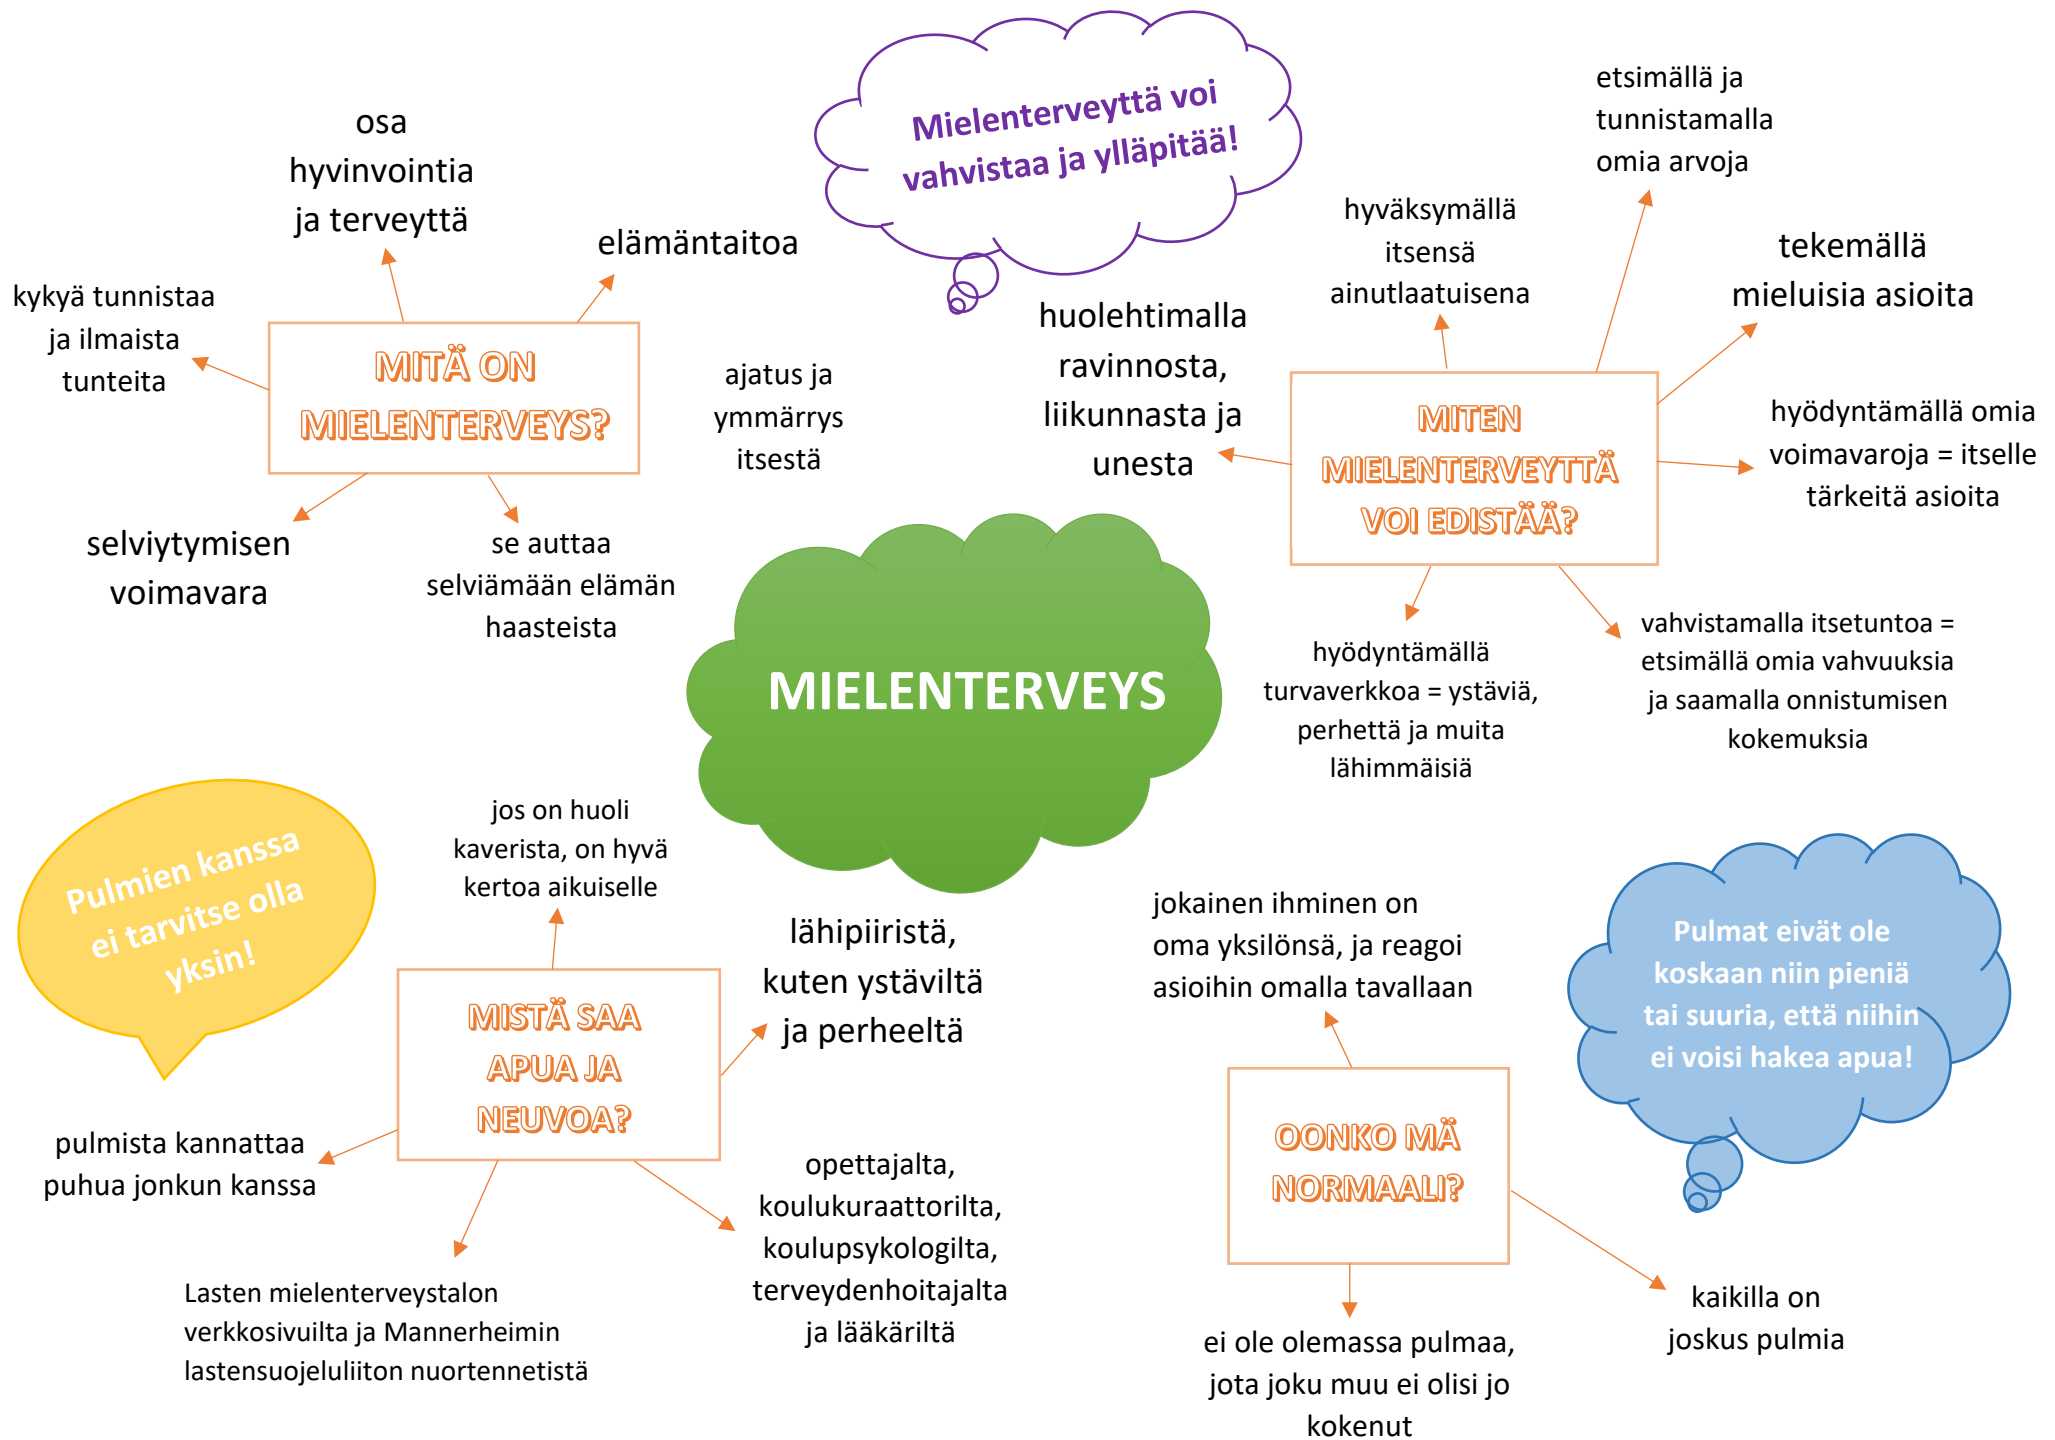 Mielenterveyttä voi
vahvistaa ja ylläpitää!
osa
hyvinvointia
ja terveyttä
elämäntaitoa
kykyä tunnistaa
ja ilmaista
tunteita
MITÄ ON
MIELENTERVEYS?
ajatus ja
ymmärrys
itsestä
selviytymisen
voimavara
se auttaa
selviämään elämän
haasteista
etsimällä ja
tunnistamalla
omia arvoja
hyväksymällä
itsensä
ainutlaatuisena
tekemällä
mieluisia asioita
huolehtimalla
ravinnosta,
liikunnasta ja
unesta
MITEN
MIELENTERVEYTTÄ
VOI EDISTÄÄ?
hyödyntämällä omia
voimavaroja = itselle
tärkeitä asioita
hyödyntämällä
turvaverkkoa = ystäviä,
perhettä ja muita
lähimmäisiä
vahvistamalla itsetuntoa =
etsimällä omia vahvuuksia
ja saamalla onnistumisen
kokemuksia
MIELENTERVEYS
Pulmien kanssa
ei tarvitse olla
yksin!
jos on huoli
kaverista, on hyvä
kertoa aikuiselle
lähipiiristä,
kuten ystäviltä
ja perheeltä
MISTÄ SAA
APUA JA
NEUVOA?
pulmista kannattaa
puhua jonkun kanssa
Lasten mielenterveystalon
verkkosivuilta ja Mannerheimin
lastensuojeluliiton nuortennetistä
opettajalta,
koulukuraattorilta,
koulupsykologilta,
terveydenhoitajalta
ja lääkäriltä
jokainen ihminen on
oma yksilönsä, ja reagoi
asioihin omalla tavallaan
Pulmat eivät ole
koskaan niin pieniä
tai suuria, että niihin
ei voisi hakea apua!
OONKO MÄ
NORMAALI?
ei ole olemassa pulmaa,
jota joku muu ei olisi jo
kokenut
kaikilla on
joskus pulmia